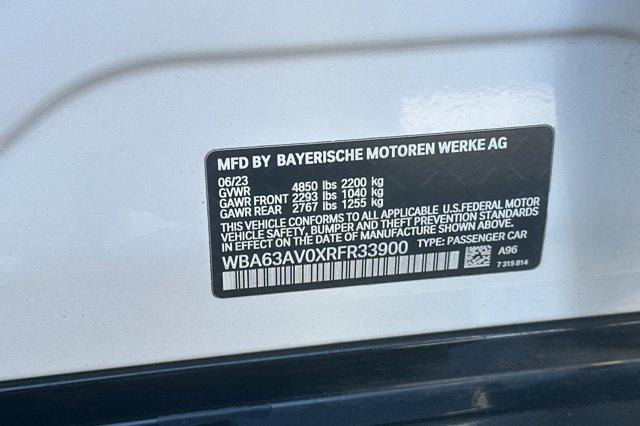 MFD BY BAYERISCHE MOTOREN WERKE AG
06/23
GVWR 4850 lbs 2200 kg
GAWR FRONT 2293 lbs 1040 kg
GAWR REAR 2767 lbs 1255 kg
THIS VEHICLE CONFORMS TO ALL APPLICABLE U.S.FEDERAL MOTOR
VEHICLE SAFETY, BUMPER AND THEFT PREVENTION STANDARDS
IN EFFECT ON THE DATE OF MANUFACTURE SHOWN ABOVE.
WBA63AV0XRFR33900 TYPE: PASSENGER CAR
A96
7 315 814